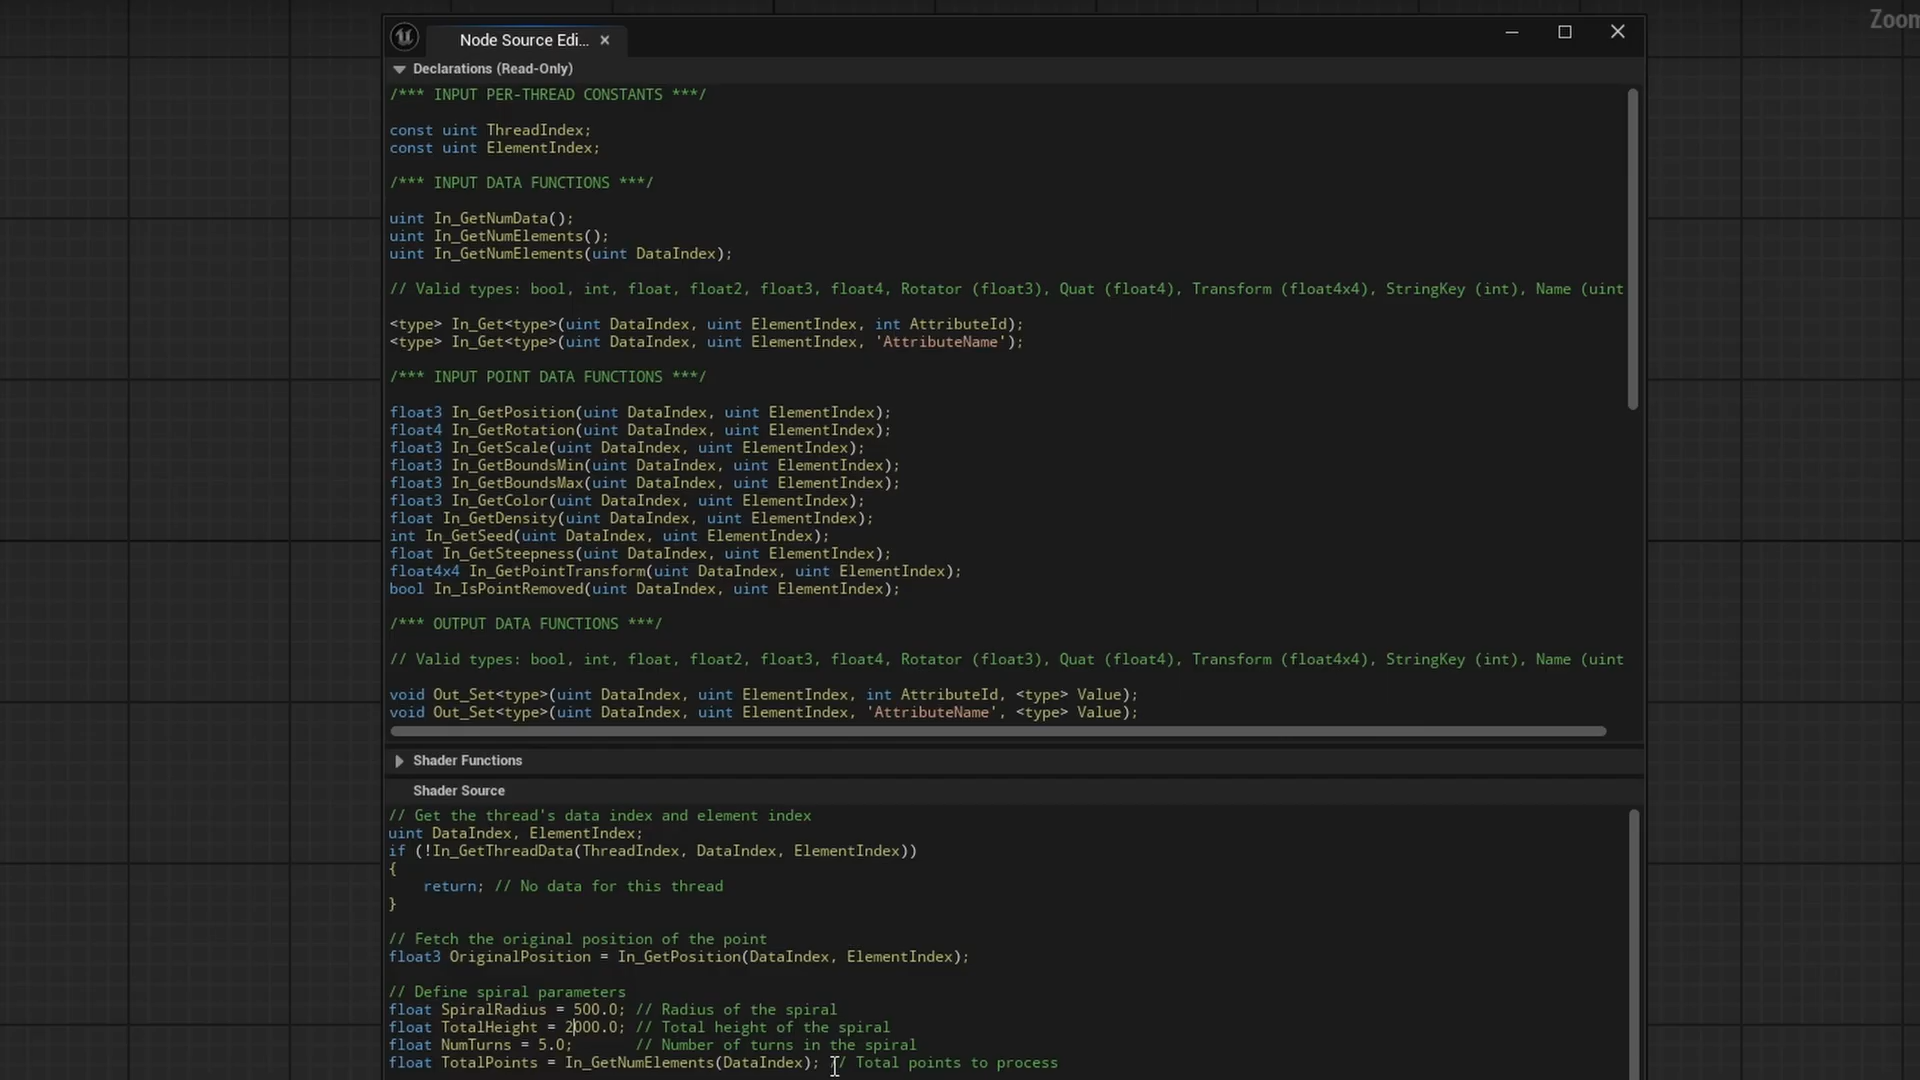 Zoom
Node Source Edi... ×
Declarations (Read-Only)
/*** INPUT PER-THREAD CONSTANTS ***/
const uint ThreadIndex;
const uint ElementIndex;
/*** INPUT DATA FUNCTIONS ***/
uint In_GetNumData();
uint In_GetNumElements();
uint In_GetNumElements(uint DataIndex);
// Valid types: bool, int, float, float2, float3, float4, Rotator (float3), Quat (float4), Transform (float4x4), StringKey (int), Name (uint
<type> In_Get<type>(uint DataIndex, uint ElementIndex, int AttributeId);
<type> In_Get<type>(uint DataIndex, uint ElementIndex, 'AttributeName');
/*** INPUT POINT DATA FUNCTIONS ***/
float3 In_GetPosition(uint DataIndex, uint ElementIndex);
float4 In_GetRotation(uint DataIndex, uint ElementIndex);
float3 In_GetScale(uint DataIndex, uint ElementIndex);
float3 In_GetBoundsMin(uint DataIndex, uint ElementIndex);
float3 In_GetBoundsMax(uint DataIndex, uint ElementIndex);
float3 In_GetColor(uint DataIndex, uint ElementIndex);
float In_GetDensity(uint DataIndex, uint ElementIndex);
int In_GetSeed(uint DataIndex, uint ElementIndex);
float In_GetSteepness(uint DataIndex, uint ElementIndex);
float4x4 In_GetPointTransform(uint DataIndex, uint ElementIndex);
bool In_IsPointRemoved(uint DataIndex, uint ElementIndex);
/*** OUTPUT DATA FUNCTIONS ***/
// Valid types: bool, int, float, float2, float3, float4, Rotator (float3), Quat (float4), Transform (float4x4), StringKey (int), Name (uint
void Out_Set<type>(uint DataIndex, uint ElementIndex, int AttributeId, <type> Value);
void Out_Set<type>(uint DataIndex, uint ElementIndex, 'AttributeName', <type> Value);
Shader Functions
Shader Source
// Get the thread's data index and element index
uint DataIndex, ElementIndex;
if (!In_GetThreadData(ThreadIndex, DataIndex, ElementIndex))
{
return; // No data for this thread
}
// Fetch the original position of the point
float3 OriginalPosition = In_GetPosition(DataIndex, ElementIndex);
// Define spiral parameters
float SpiralRadius = 500.0; // Radius of the spiral
float TotalHeight = 2000.0; // Total height of the spiral
float NumTurns = 5.0; // Number of turns in the spiral
float TotalPoints = In_GetNumElements(DataIndex); // Total points to process